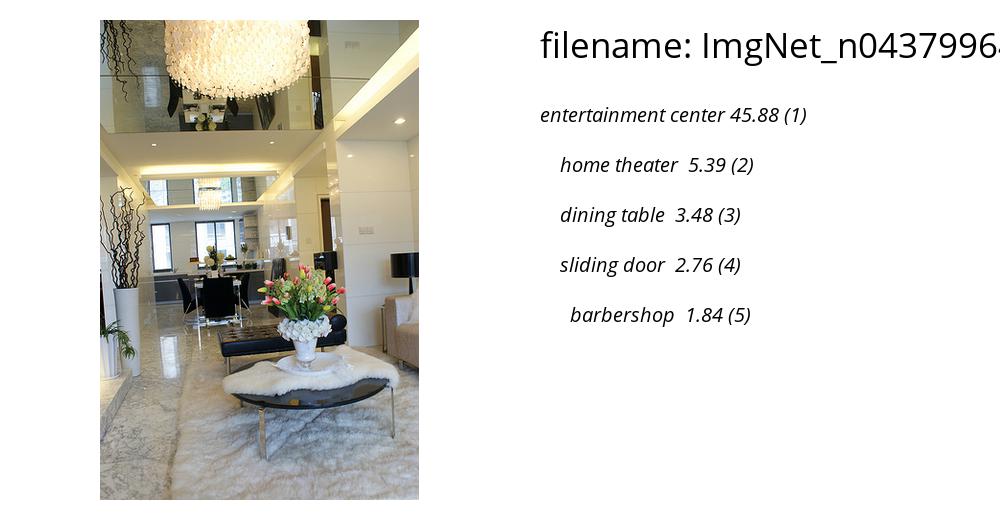 filename: ImgNet_n0437996
entertainment center 45.88 (1)
home theater 5.39 (2)
dining table 3.48 (3)
sliding door 2.76 (4)
barbershop 1.84 (5)